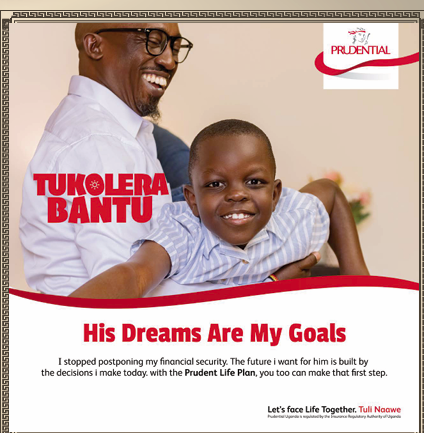 PRUDENTIAL
TUKOLERA
BANTU
His Dreams Are My Goals
I stopped postponing my financial security. The future i want for him is built by
the decisions i make today. with the Prudent Life Plan, you too can make that first step.
Let's face Life Together. Tuli Naawe
Prudential Uganda is regulated by the Insurance Regulatory Authority of Uganda